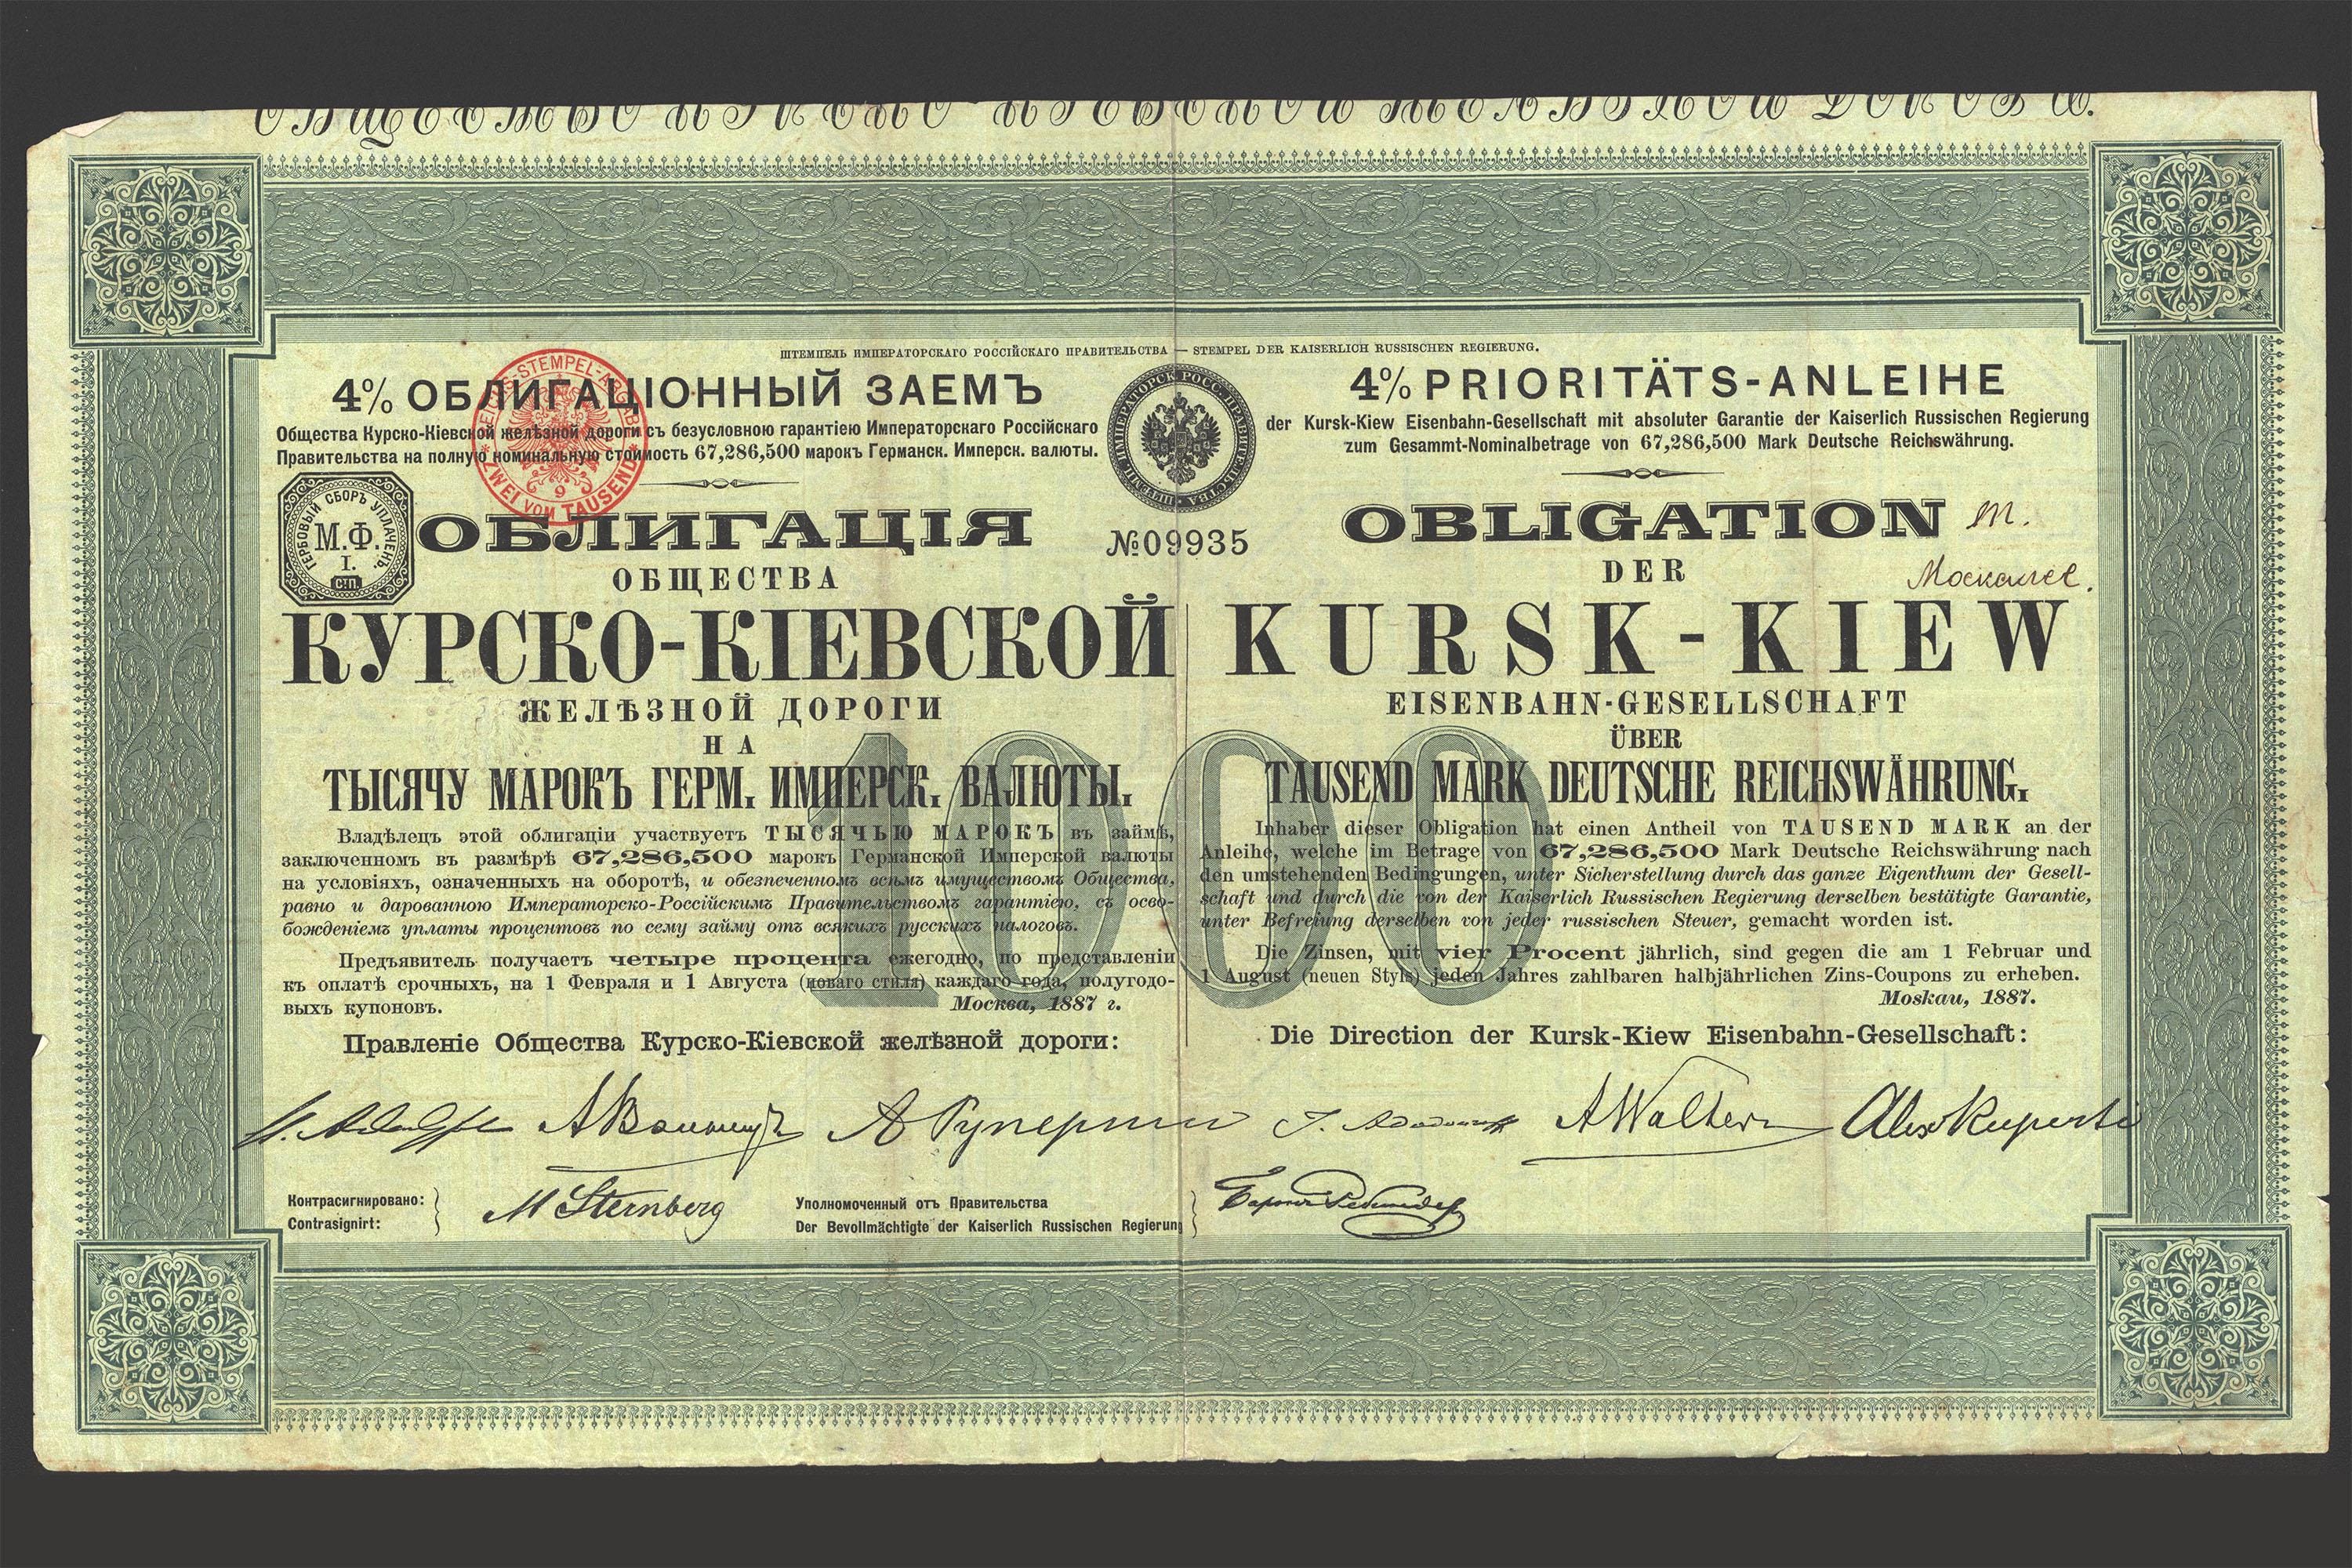 ШТЕМПЕЛЬ ИМПЕРАТОРСКАГО РОССІЙСКАГО ПРАВИТЕЛЬСТВА — STEMPEL DER KAISERLICH RUSSISCHEN REGIERUNG.
4% ОБЛИГАЦІОННЫЙ ЗАЕМЪ
Общества Курско-Кіевской желѣзной дороги съ безусловною гарантіею Императорскаго Россійскаго
Правительства на полную номинальную стоимость 67,286,500 марокъ Германск. Имперск. валюты.
REICHS-STEMPEL-ABGABE
9
ZWEI VOM TAUSEND
ГЕРБОВЫЙ СБОРЪ УПЛАЧЕНЪ.
М.Ф.
I.
СТП.
ОБЛИГАЦІЯ
ОБЩЕСТВА
КУРСКО-КІЕВСКОЙ
ЖЕЛѢЗНОЙ ДОРОГИ
НА
ТЫСЯЧУ МАРОКЪ ГЕРМ. ИМПЕРСК. ВАЛЮТЫ.
Владѣлецъ этой облигаціи участвуетъ ТЫСЯЧЬЮ МАРОКЪ въ займѣ,
заключенномъ въ размѣрѣ 67,286,500 марокъ Германской Имперской валюты
на условіяхъ, означенныхъ на оборотѣ, и обезпеченномъ всѣмъ имуществомъ Общества,
равно и дарованною Императорско-Россійскимъ Правительствомъ гарантіею, съ осво-
божденіемъ уплаты процентовъ по сему займу отъ всякихъ русскихъ налоговъ.
Предъявитель получаетъ четыре процента ежегодно, по представленіи
къ оплатѣ срочныхъ, на 1 Февраля и 1 Августа (новаго стиля) каждаго года, полугодо-
выхъ купоновъ.
Москва, 1887 г.
Правленіе Общества Курско-Кіевской желѣзной дороги:
№09935
1000
4% PRIORITÄTS-ANLEIHE
der Kursk-Kiew Eisenbahn-Gesellschaft mit absoluter Garantie der Kaiserlich Russischen Regierung
zum Gesammt-Nominalbetrage von 67,286,500 Mark Deutsche Reichswährung.
OBLIGATION
DER
KURSK-KIEW
EISENBAHN-GESELLSCHAFT
ÜBER
TAUSEND MARK DEUTSCHE REICHSWÄHRUNG.
Inhaber dieser Obligation hat einen Antheil von TAUSEND MARK an der
Anleihe, welche im Betrage von 67,286,500 Mark Deutsche Reichswährung nach
den umstehenden Bedingungen, unter Sicherstellung durch das ganze Eigenthum der Gesell-
schaft und durch die von der Kaiserlich Russischen Regierung derselben bestätigte Garantie,
unter Befreiung derselben von jeder russischen Steuer, gemacht worden ist.
Die Zinsen, mit vier Procent jährlich, sind gegen die am 1 Februar und
1 August (neuen Styls) jeden Jahres zahlbaren halbjährlichen Zins-Coupons zu erheben.
Moskau, 1887.
Die Direction der Kursk-Kiew Eisenbahn-Gesellschaft:
А Руперти
A Walther
Alex Ruperti
Контрасигнировано:
Contrasignirt:
M Sternberg
Уполномоченный отъ Правительства
Der Bevollmächtigte der Kaiserlich Russischen Regierung